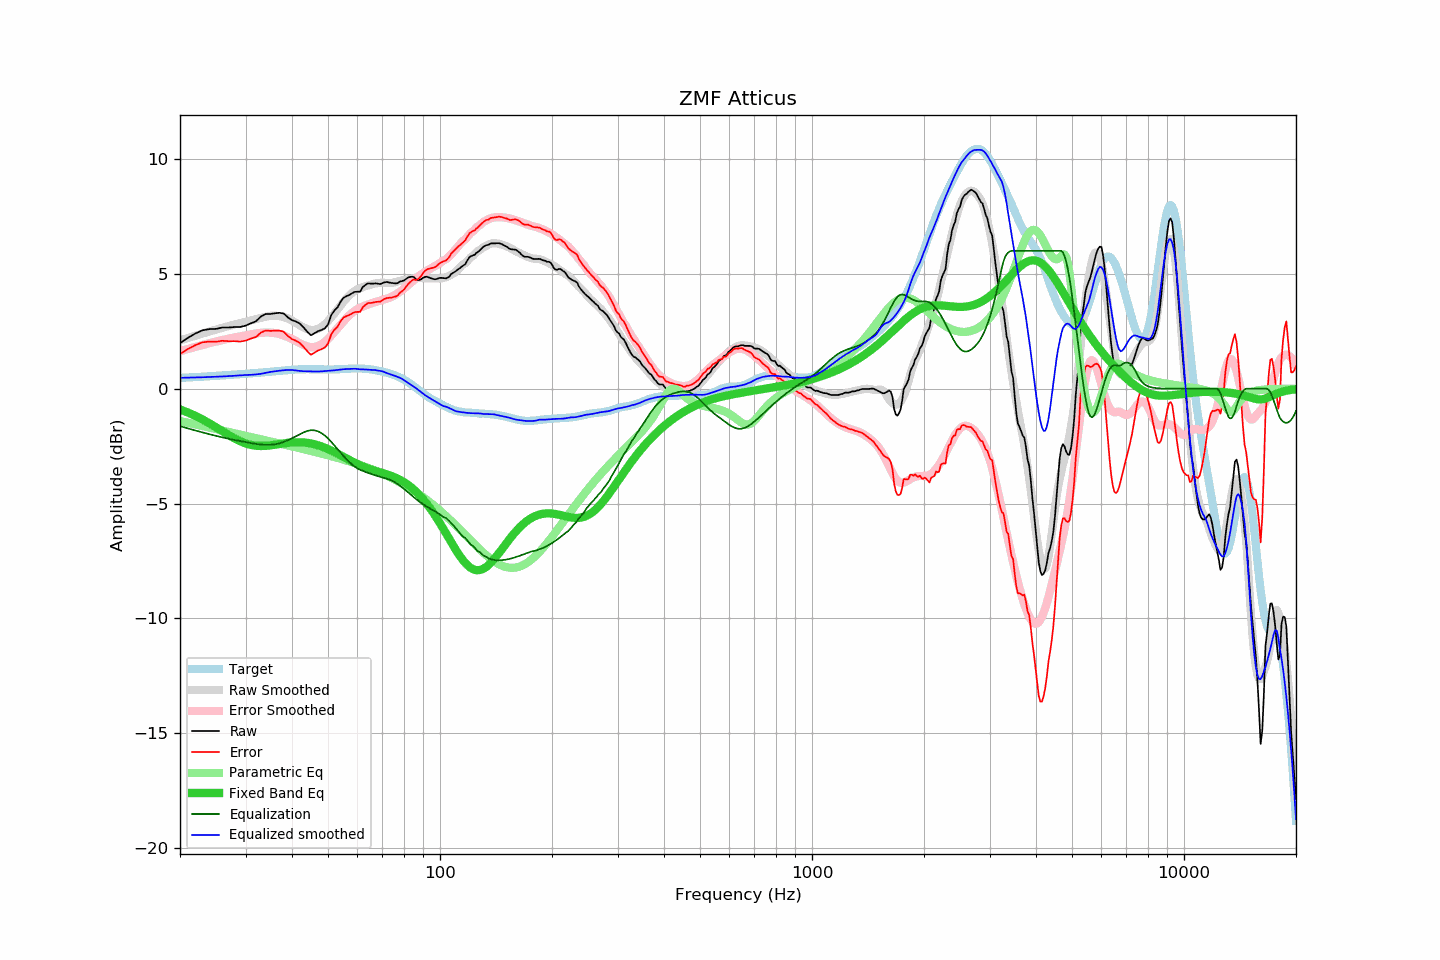 ZMF Atticus
10
5
0
−5
−10
−15
−20
Amplitude (dBr)
Target
Raw Smoothed
Error Smoothed
Raw
Error
Parametric Eq
Fixed Band Eq
Equalization
Equalized smoothed
100
1000
10000
Frequency (Hz)